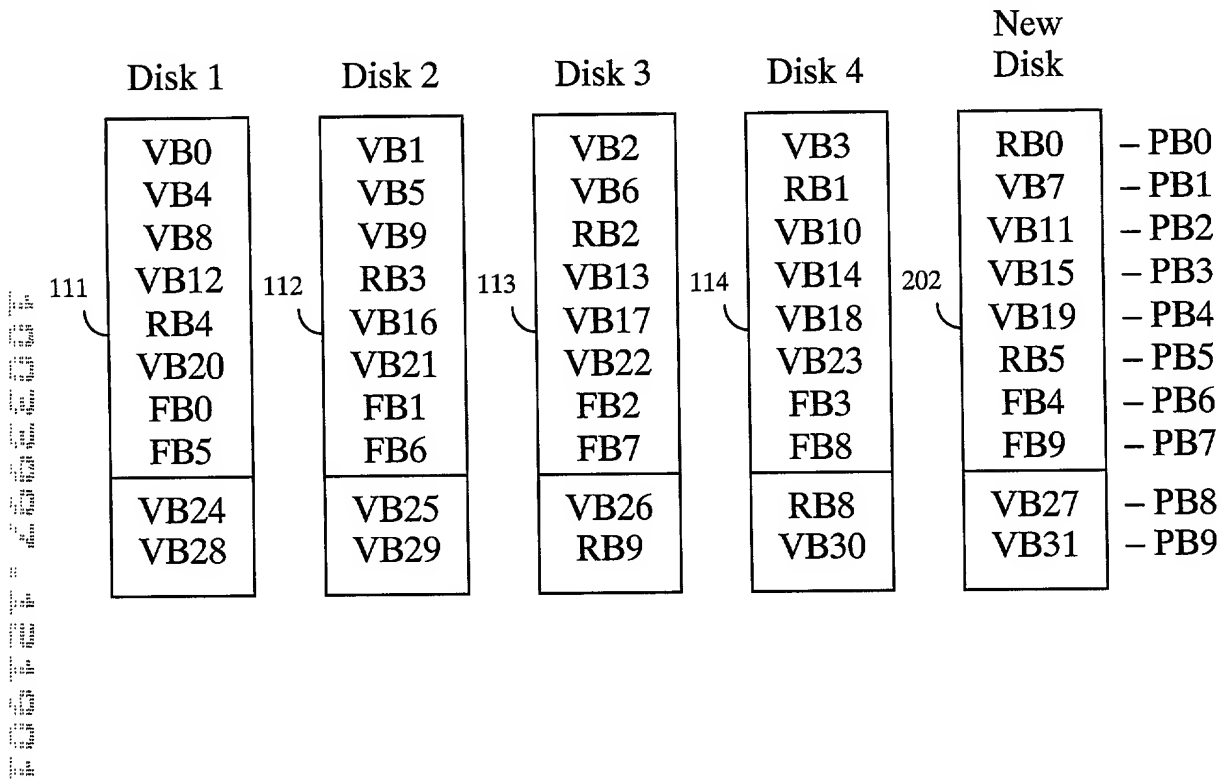 New
Disk 1 Disk 2 Disk 3 Disk 4 Disk
VB0 VB1 VB2 VB3 RB0 – PB0
VB4 VB5 VB6 RB1 VB7 – PB1
VB8 VB9 RB2 VB10 VB11 – PB2
111 VB12 112 RB3 113 VB13 114 VB14 202 VB15 – PB3
RB4 VB16 VB17 VB18 VB19 – PB4
VB20 VB21 VB22 VB23 RB5 – PB5
FB0 FB1 FB2 FB3 FB4 – PB6
FB5 FB6 FB7 FB8 FB9 – PB7
VB24 VB25 VB26 RB8 VB27 – PB8
VB28 VB29 RB9 VB30 VB31 – PB9